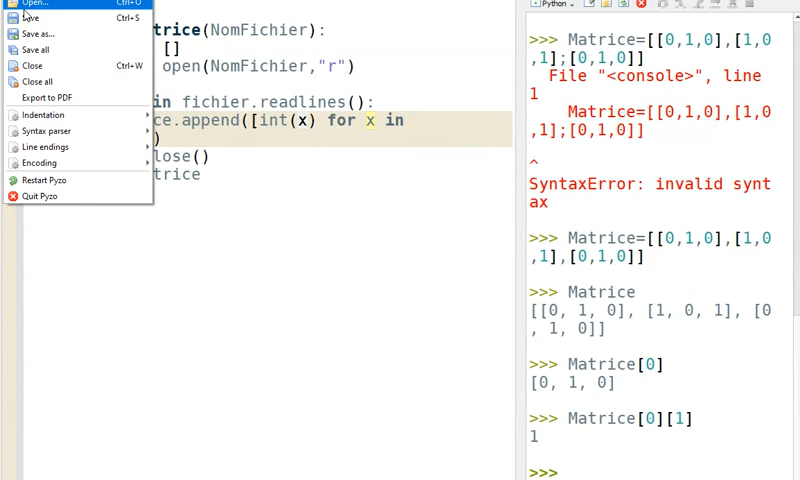 Open... Ctrl+O
Save Ctrl+S
Save as...
Save all
Close Ctrl+W
Close all
Export to PDF
Indentation
Syntax parser
Line endings
Encoding
Restart Pyzo
Quit Pyzo
trice(NomFichier):
[]
open(NomFichier,"r")
in fichier.readlines():
ce.append([int(x) for x in
)
lose()
trice
Python
>>> Matrice=[[0,1,0],[1,0
,1];[0,1,0]]
File "<console>", line
1
Matrice=[[0,1,0],[1,0
,1];[0,1,0]]
^
SyntaxError: invalid synt
ax
>>> Matrice=[[0,1,0],[1,0
,1],[0,1,0]]
>>> Matrice
[[0, 1, 0], [1, 0, 1], [0
, 1, 0]]
>>> Matrice[0]
[0, 1, 0]
>>> Matrice[0][1]
1
>>>